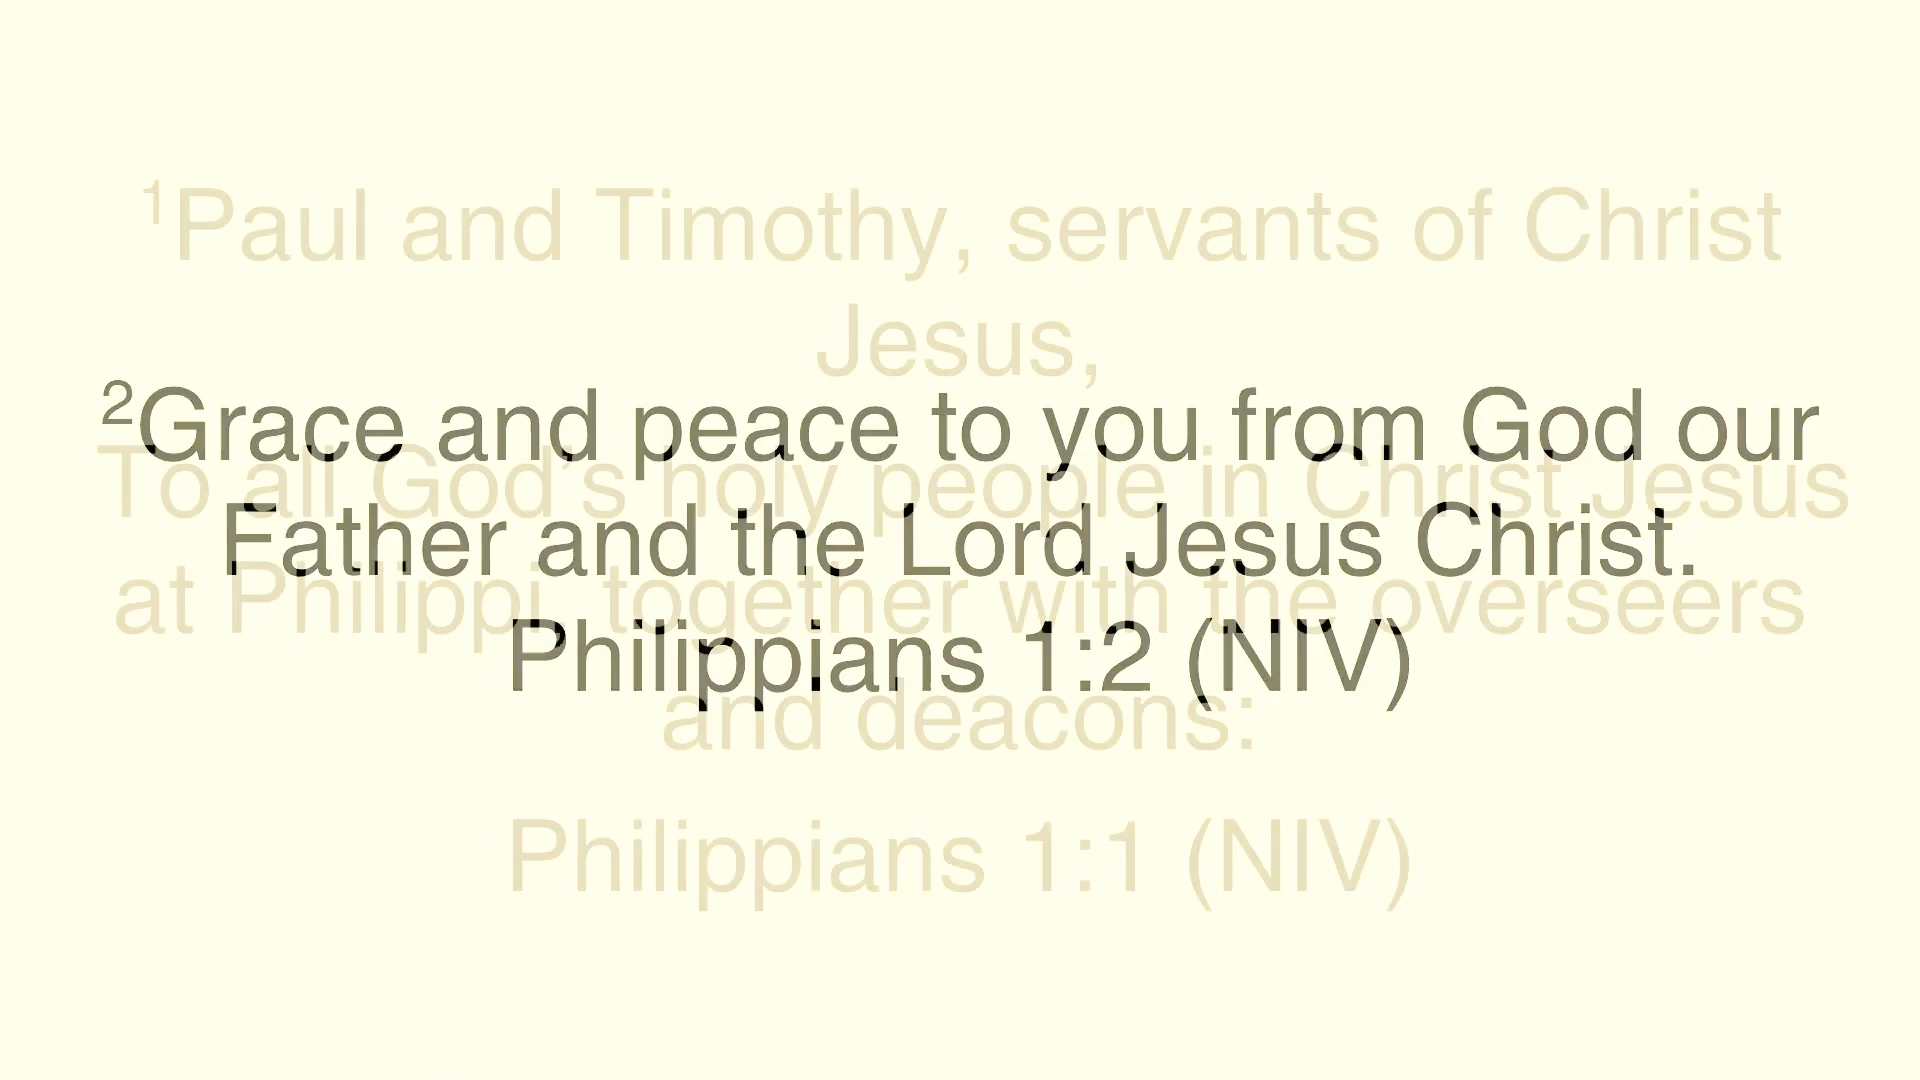 ¹Paul and Timothy, servants of Christ
Jesus,
To all God’s holy people in Christ Jesus
at Philippi, together with the overseers
and deacons:
Philippians 1:1 (NIV)
²Grace and peace to you from God our
Father and the Lord Jesus Christ.
Philippians 1:2 (NIV)